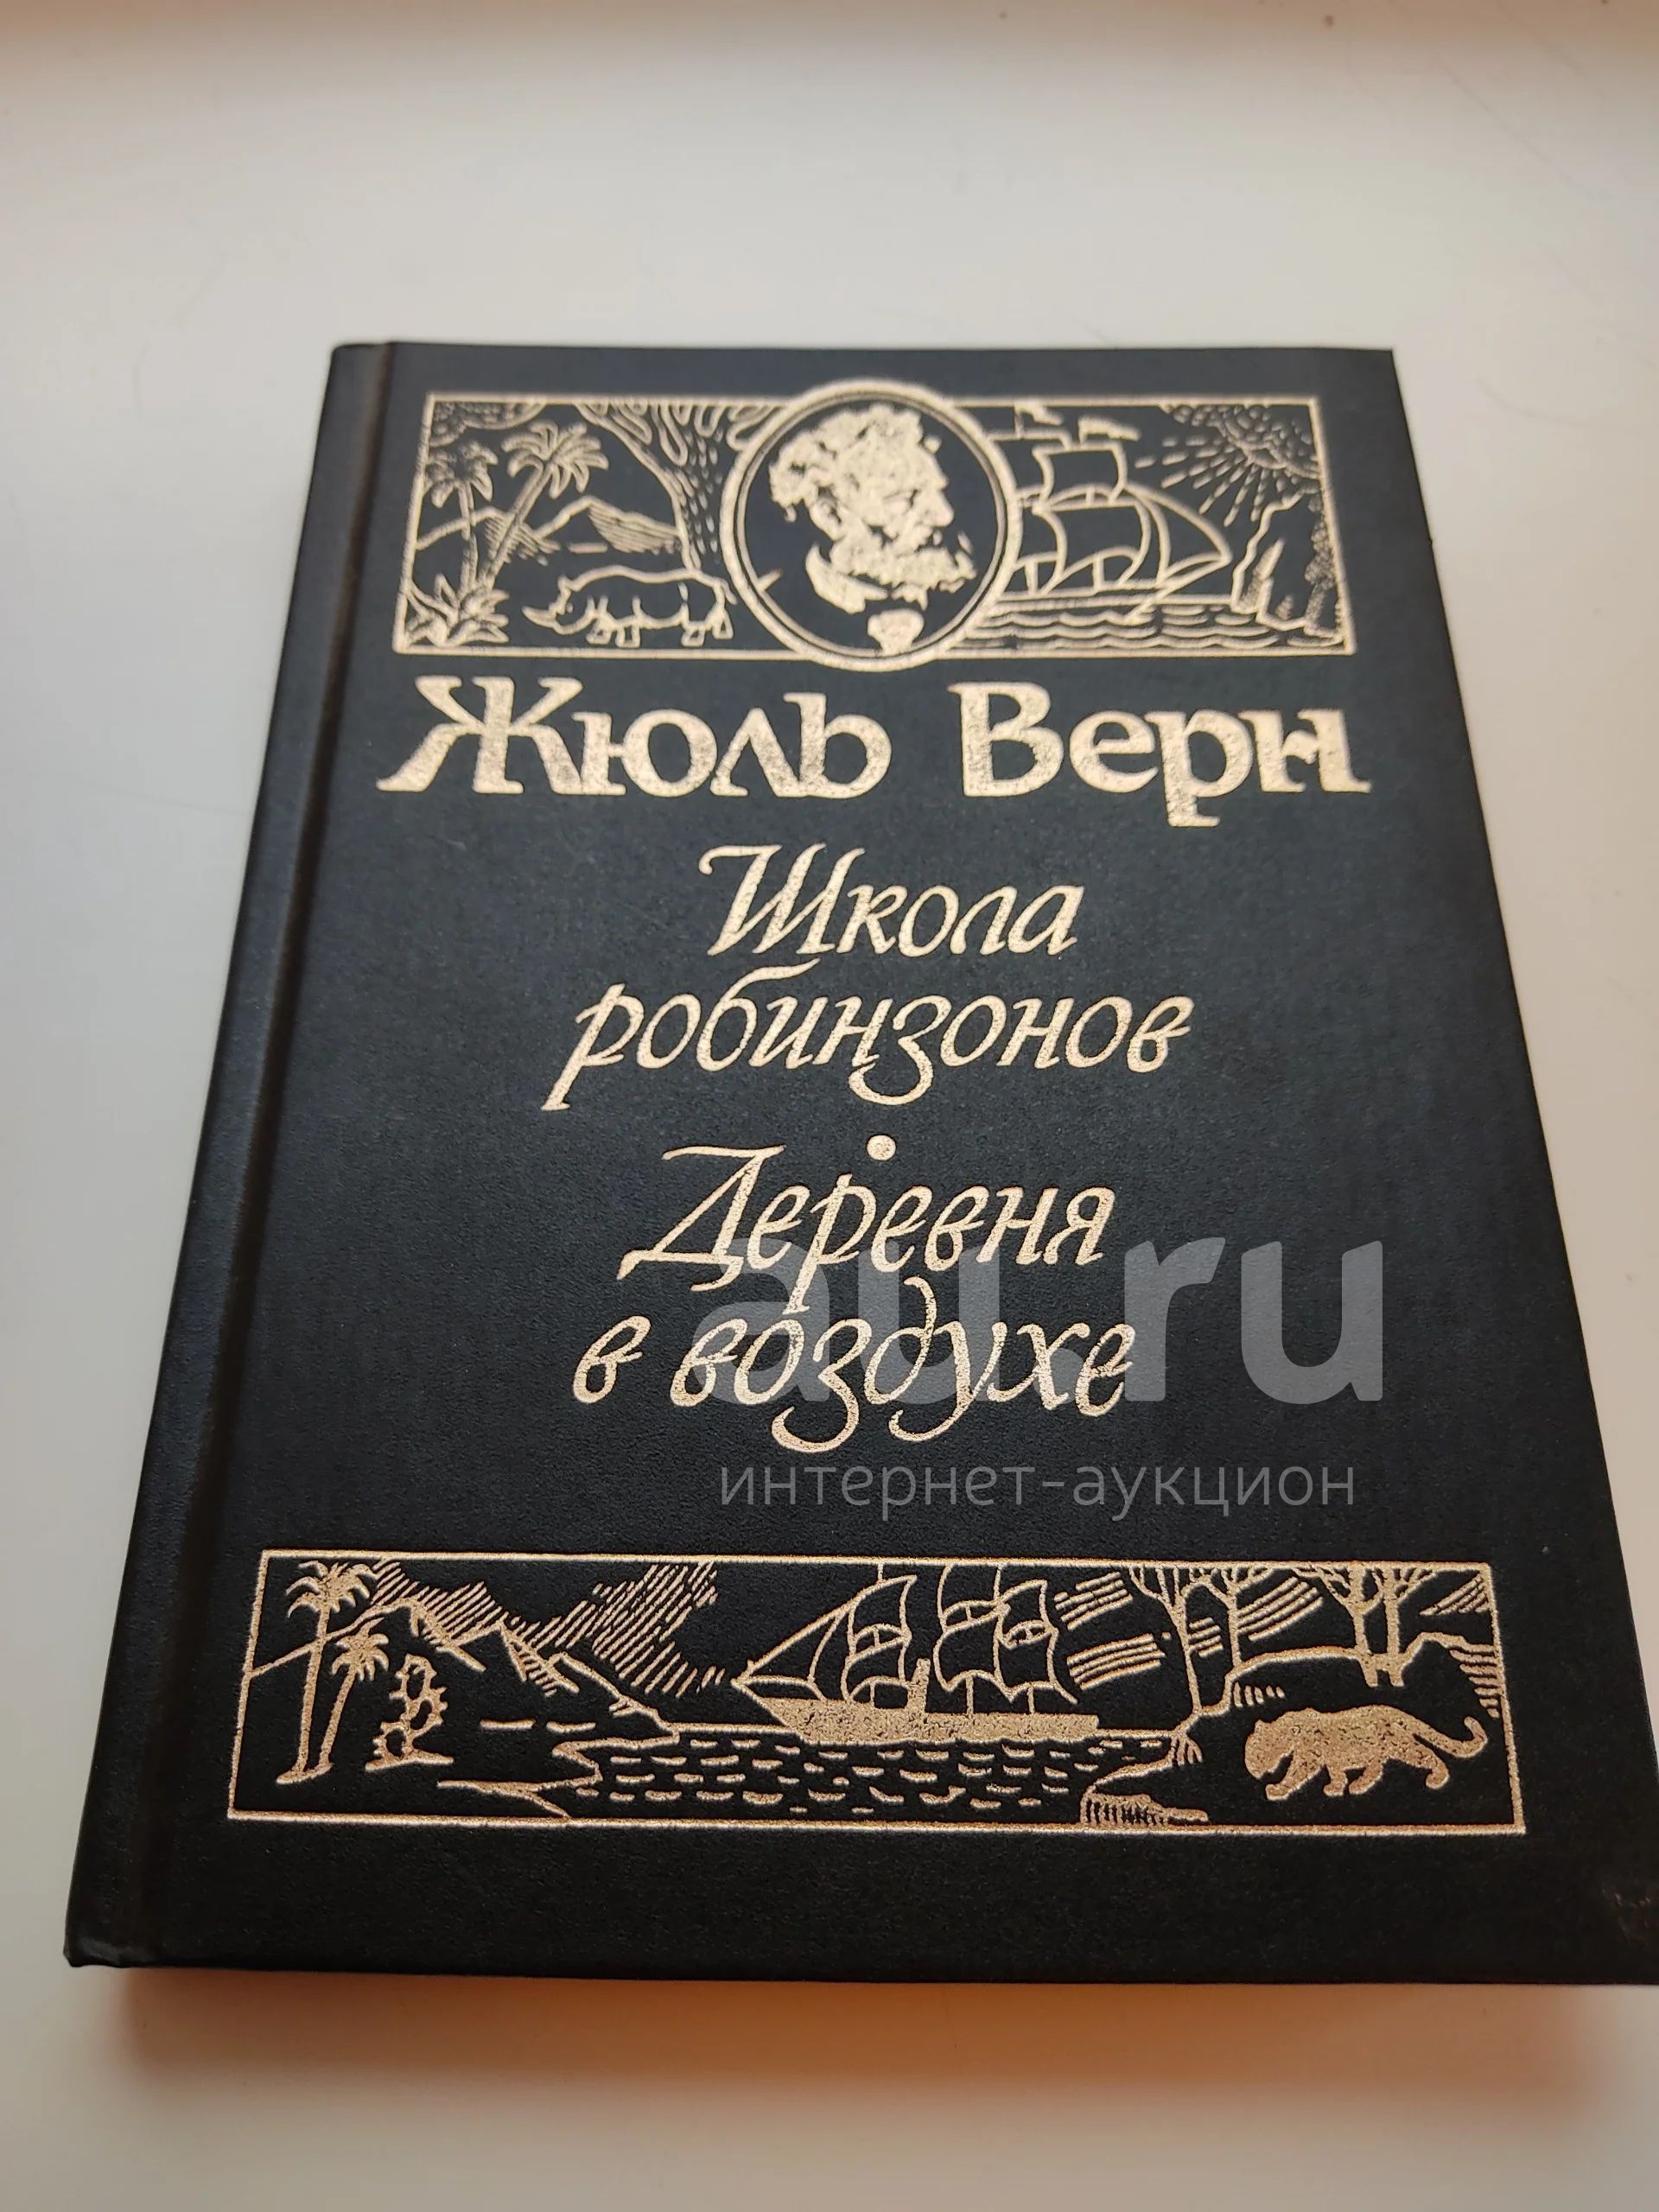 Жюль Верн
Школа
робинзонов
•
Деревня
в воздухе
au.ru
интернет-аукцион